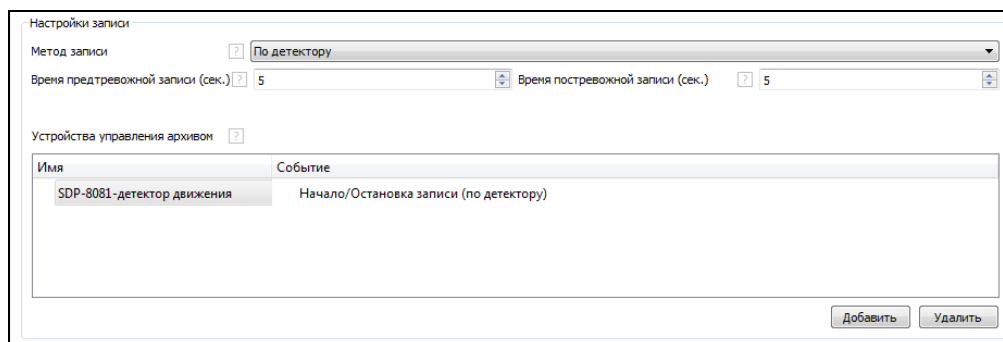 Настройки записи
Метод записи ? По детектору
Время предтревожной записи (сек.) ? 5 Время постревожной записи (сек.) ? 5
Устройства управления архивом ?
Имя Событие
SDP-8081-детектор движения Начало/Остановка записи (по детектору)
Добавить Удалить